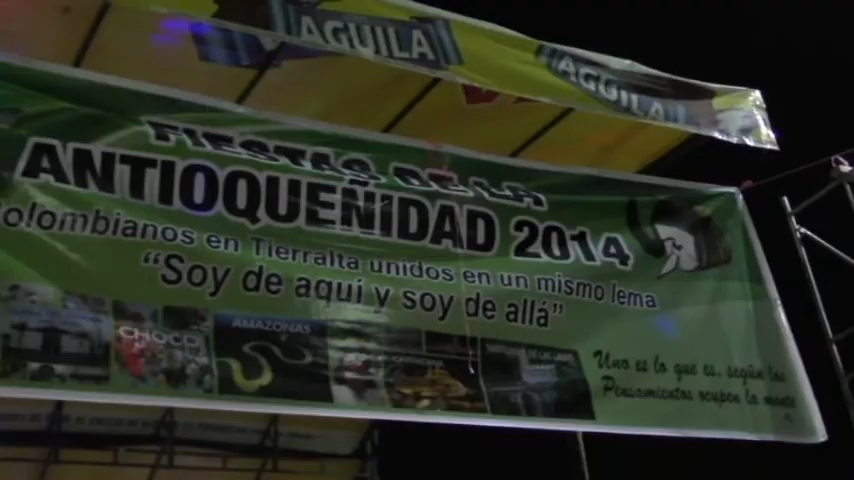 AGUILA
AGUILA
FIESTAS DE LA
ANTIOQUEÑIDAD 2014
Colombianos en Tierralta unidos en un mismo lema
"Soy de aquí y soy de allá"
CHOCO
AMAZONAS
Uno es lo que es, según los
Pensamientos ocupen la mente